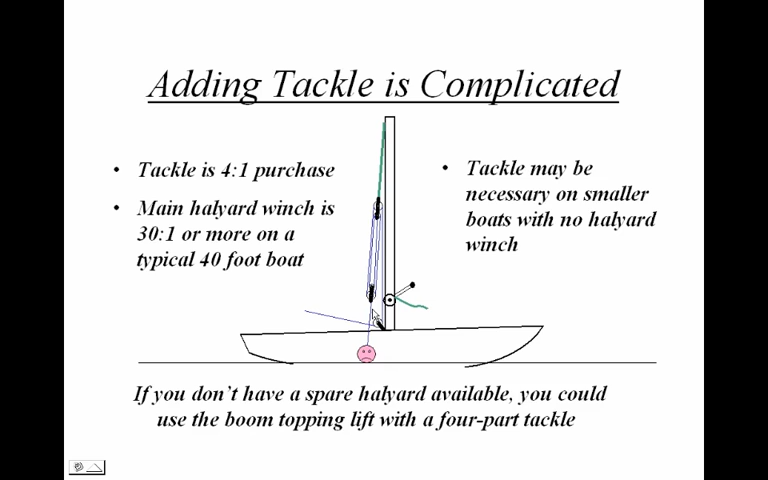 Adding Tackle is Complicated
• Tackle is 4:1 purchase
• Main halyard winch is
30:1 or more on a
typical 40 foot boat
• Tackle may be
necessary on smaller
boats with no halyard
winch
If you don't have a spare halyard available, you could
use the boom topping lift with a four-part tackle